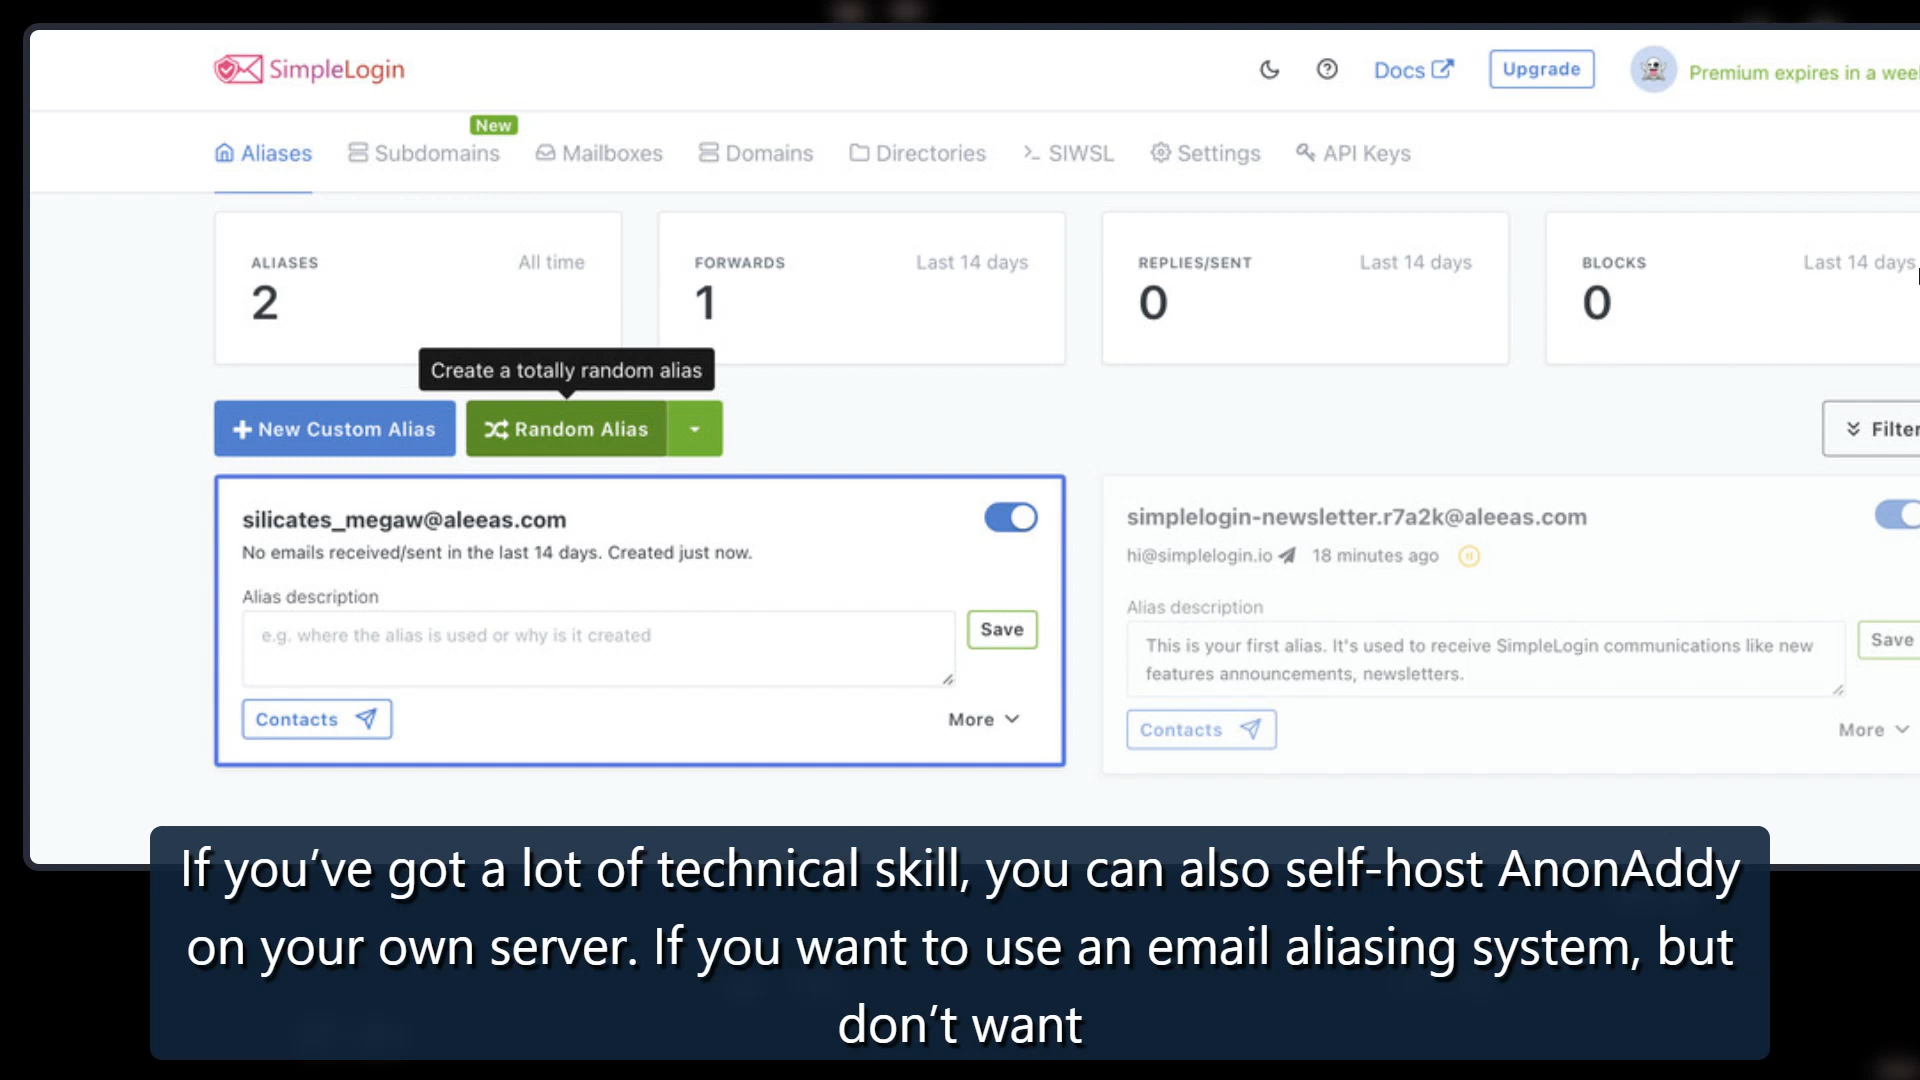 SimpleLogin
Docs
Upgrade
Premium expires in a wee
New
Aliases
Subdomains
Mailboxes
Domains
Directories
SIWSL
Settings
API Keys
ALIASES
All time
2
FORWARDS
Last 14 days
1
REPLIES/SENT
Last 14 days
0
BLOCKS
Last 14 days
0
Create a totally random alias
New Custom Alias
Random Alias
Filter
silicates_megaw@aleeas.com
No emails received/sent in the last 14 days. Created just now.
Alias description
e.g. where the alias is used or why is it created
Save
Contacts
More
simplelogin-newsletter.r7a2k@aleeas.com
hi@simplelogin.io
18 minutes ago
Alias description
This is your first alias. It's used to receive SimpleLogin communications like new
features announcements, newsletters.
Save
Contacts
More
If you’ve got a lot of technical skill, you can also self-host AnonAddy
on your own server. If you want to use an email aliasing system, but
don’t want